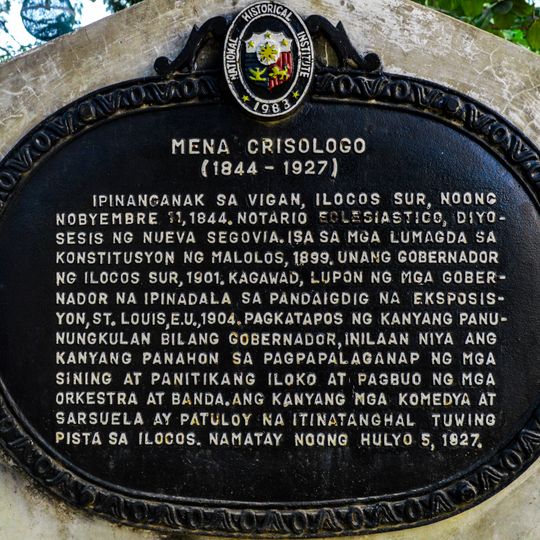 NATIONAL HISTORICAL INSTITUTE
1983
MENA CRISOLOGO
(1844 - 1927)
IPINANGANAK SA VIGAN, ILOCOS SUR, NOONG
NOBYEMBRE 11, 1844. NOTARIO ECLESIASTICO, DIYO-
SESIS NG NUEVA SEGOVIA. ISA SA MGA LUMAGDA SA
KONSTITUSYON NG MALOLOS, 1899. UNANG GOBERNADOR
NG ILOCOS SUR, 1901. KAGAWAD, LUPON NG MGA GOBER-
NADOR NA IPINADALA SA PANDAIGDIG NA EKSPOSIS-
YON, ST. LOUIS, E.U., 1904. PAGKATAPOS NG KANYANG PANU-
NUNGKULAN BILANG GOBERNADOR, INILAAN NIYA ANG
KANYANG PANAHON SA PAGPAPALAGANAP NG MGA
SINING AT PANITIKANG ILOKO AT PAGBUO NG MGA
ORKESTRA AT BANDA. ANG KANYANG MGA KOMEDYA AT
SARSUELA AY PATULOY NA ITINATANGHAL TUWING
PISTA SA ILOCOS. NAMATAY NOONG HULYO 5, 1927.